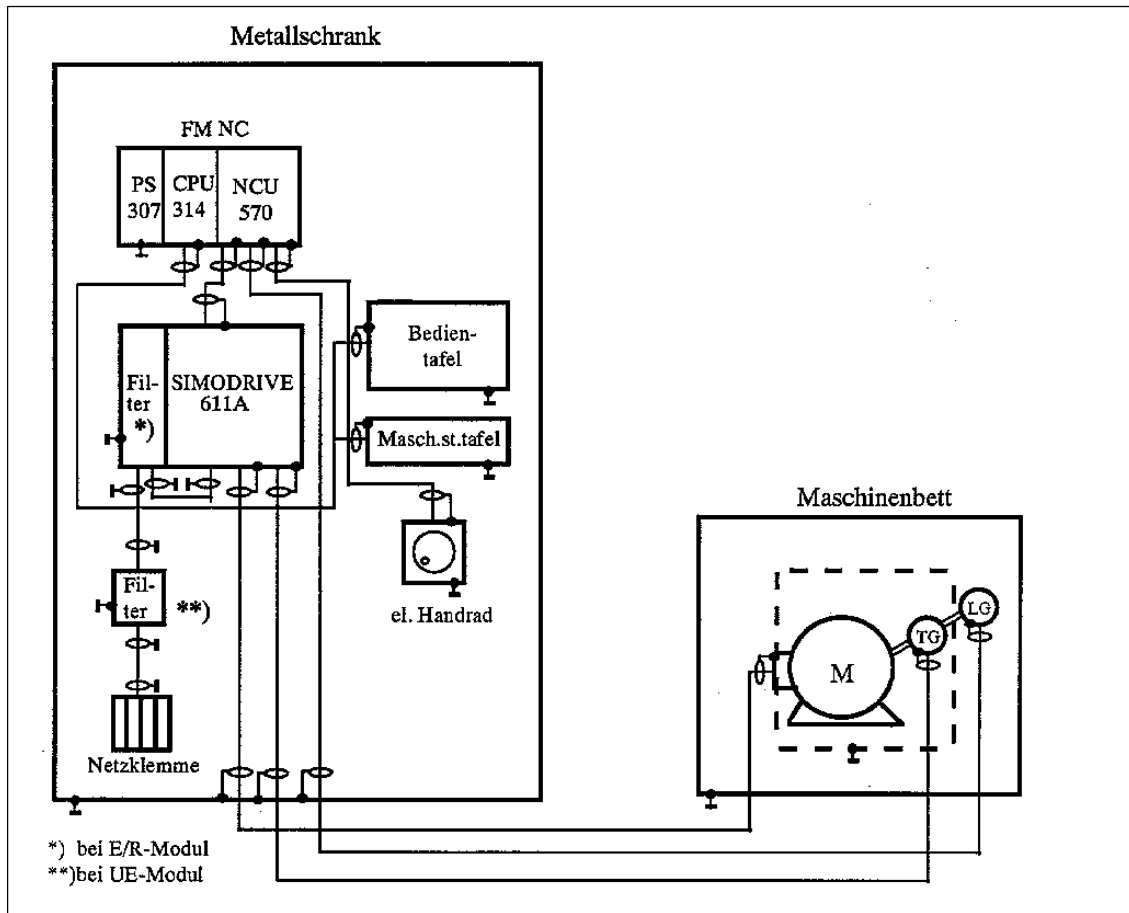 Metallschrank
FM NC
PS
307
CPU
314
NCU
570
Fil-
ter
*)
SIMODRIVE
611A
Bedien-
tafel
Masch.st.tafel
el. Handrad
Fil-
ter
**)
Netzklemme
Maschinenbett
M
TG
LG
*) bei E/R-Modul
**)bei UE-Modul